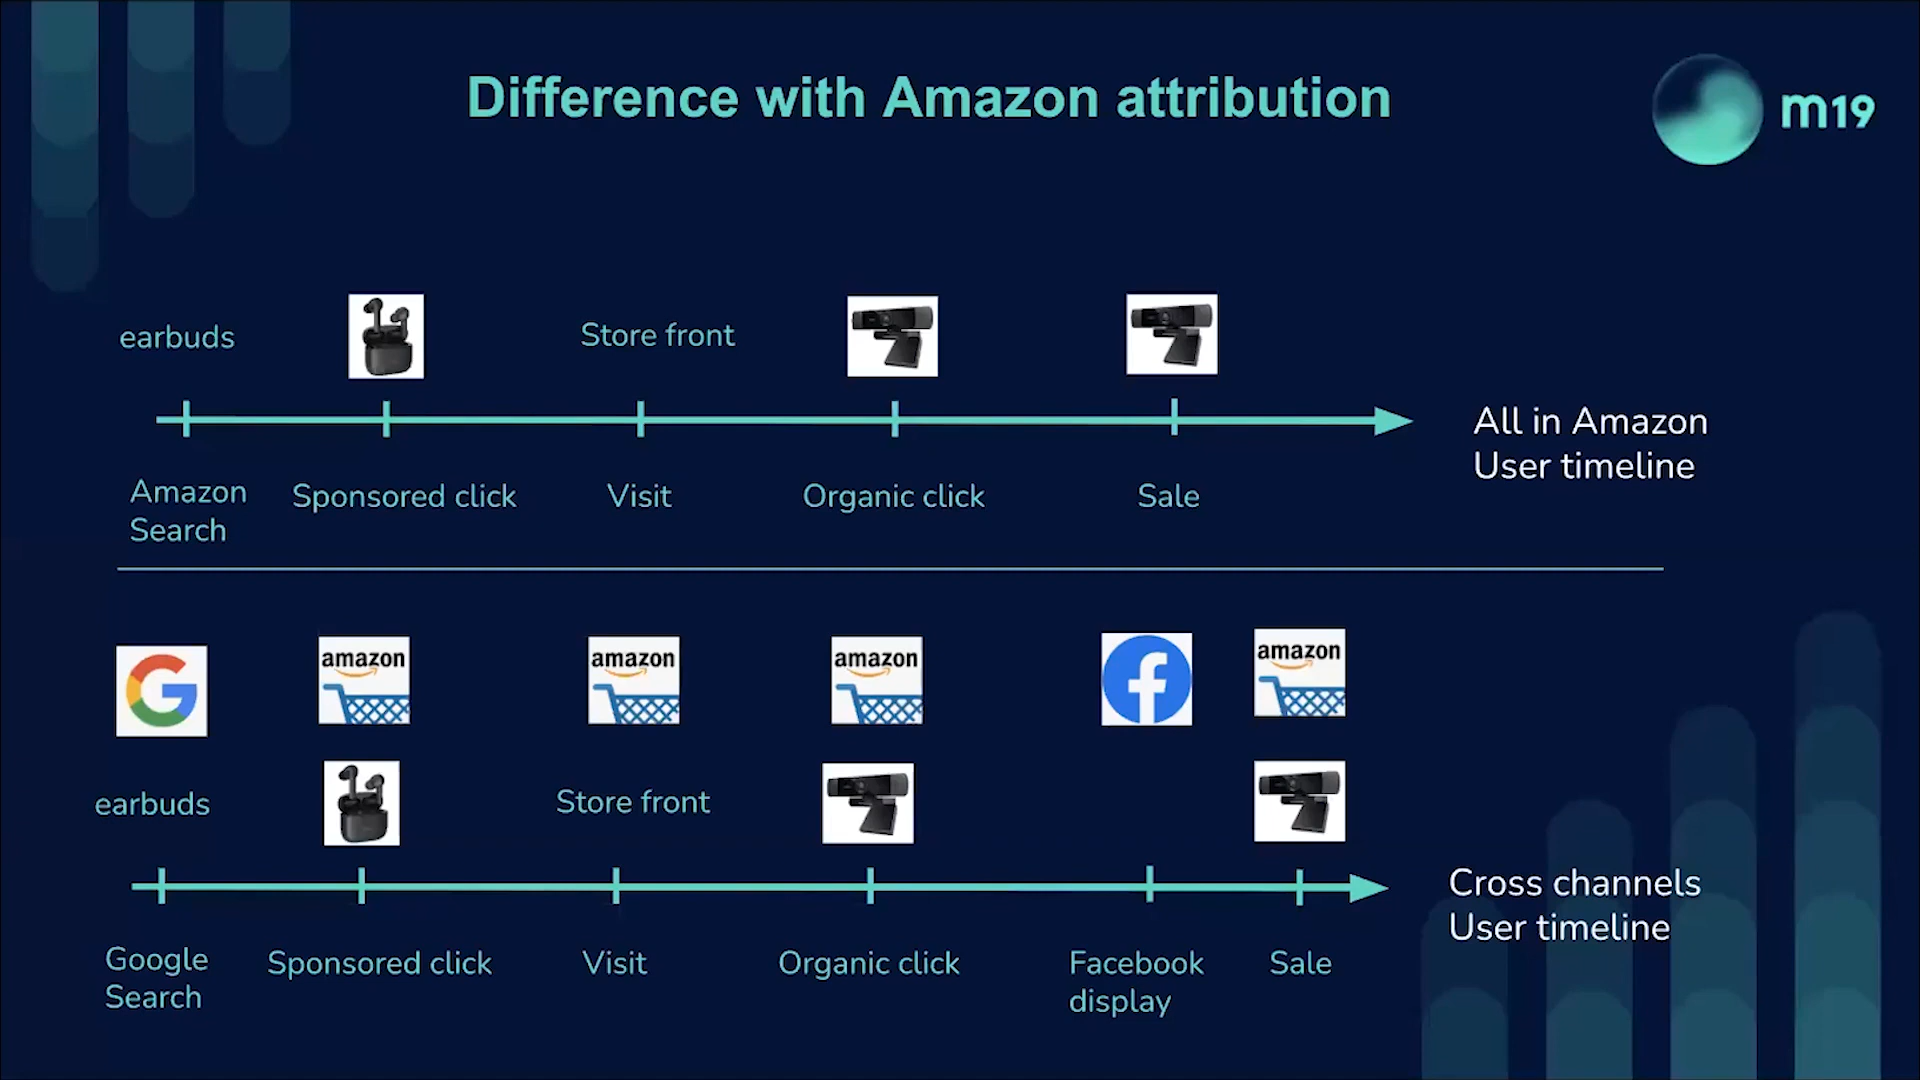 Difference with Amazon attribution
m19
earbuds
Store front
All in Amazon
User timeline
Amazon
Search
Sponsored click
Visit
Organic click
Sale
amazon
amazon
amazon
amazon
earbuds
Store front
Cross channels
User timeline
Google
Search
Sponsored click
Visit
Organic click
Facebook
display
Sale